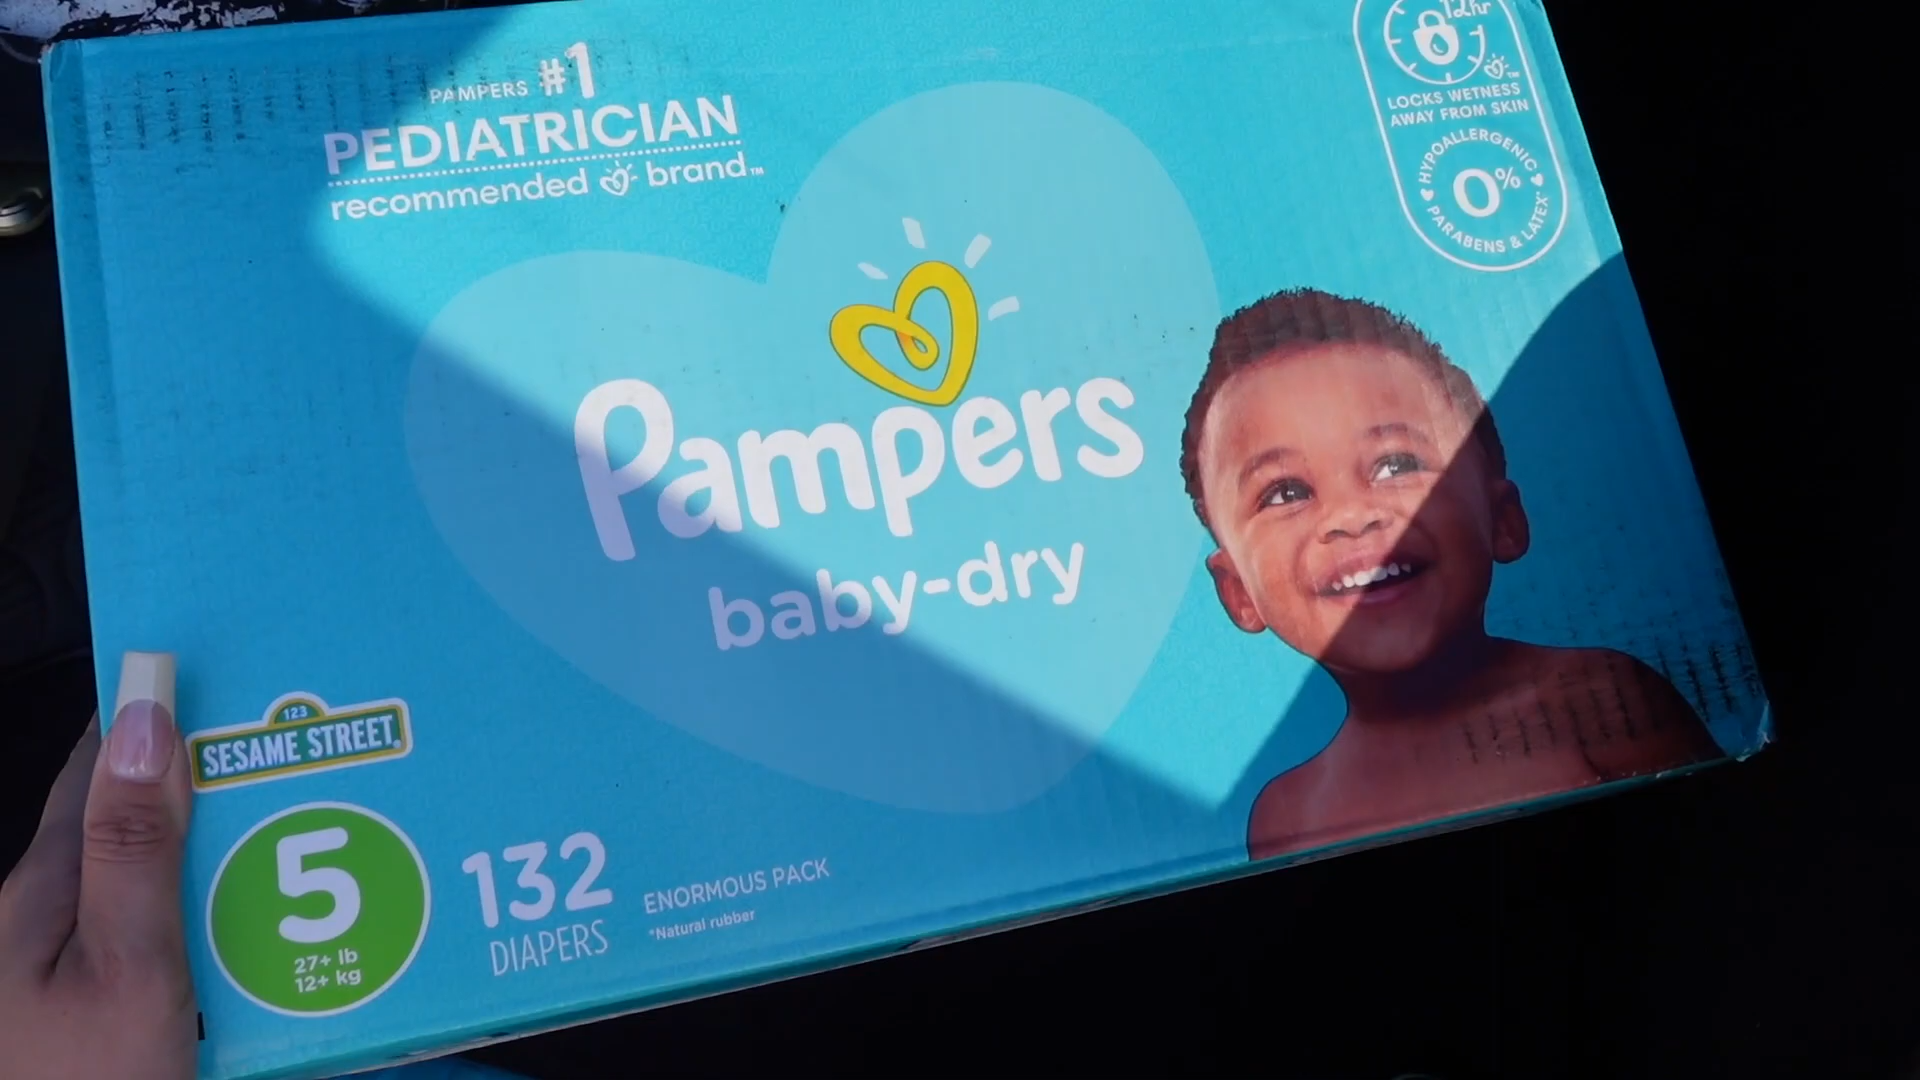 PAMPERS #1
PEDIATRICIAN
recommended brand™
12hr
TM
LOCKS WETNESS
AWAY FROM SKIN
HYPOALLERGENIC
0%
PARABENS & LATEX*
Pampers
baby-dry
123
SESAME STREET®
5
27+ lb
12+ kg
132
DIAPERS
ENORMOUS PACK
*Natural rubber